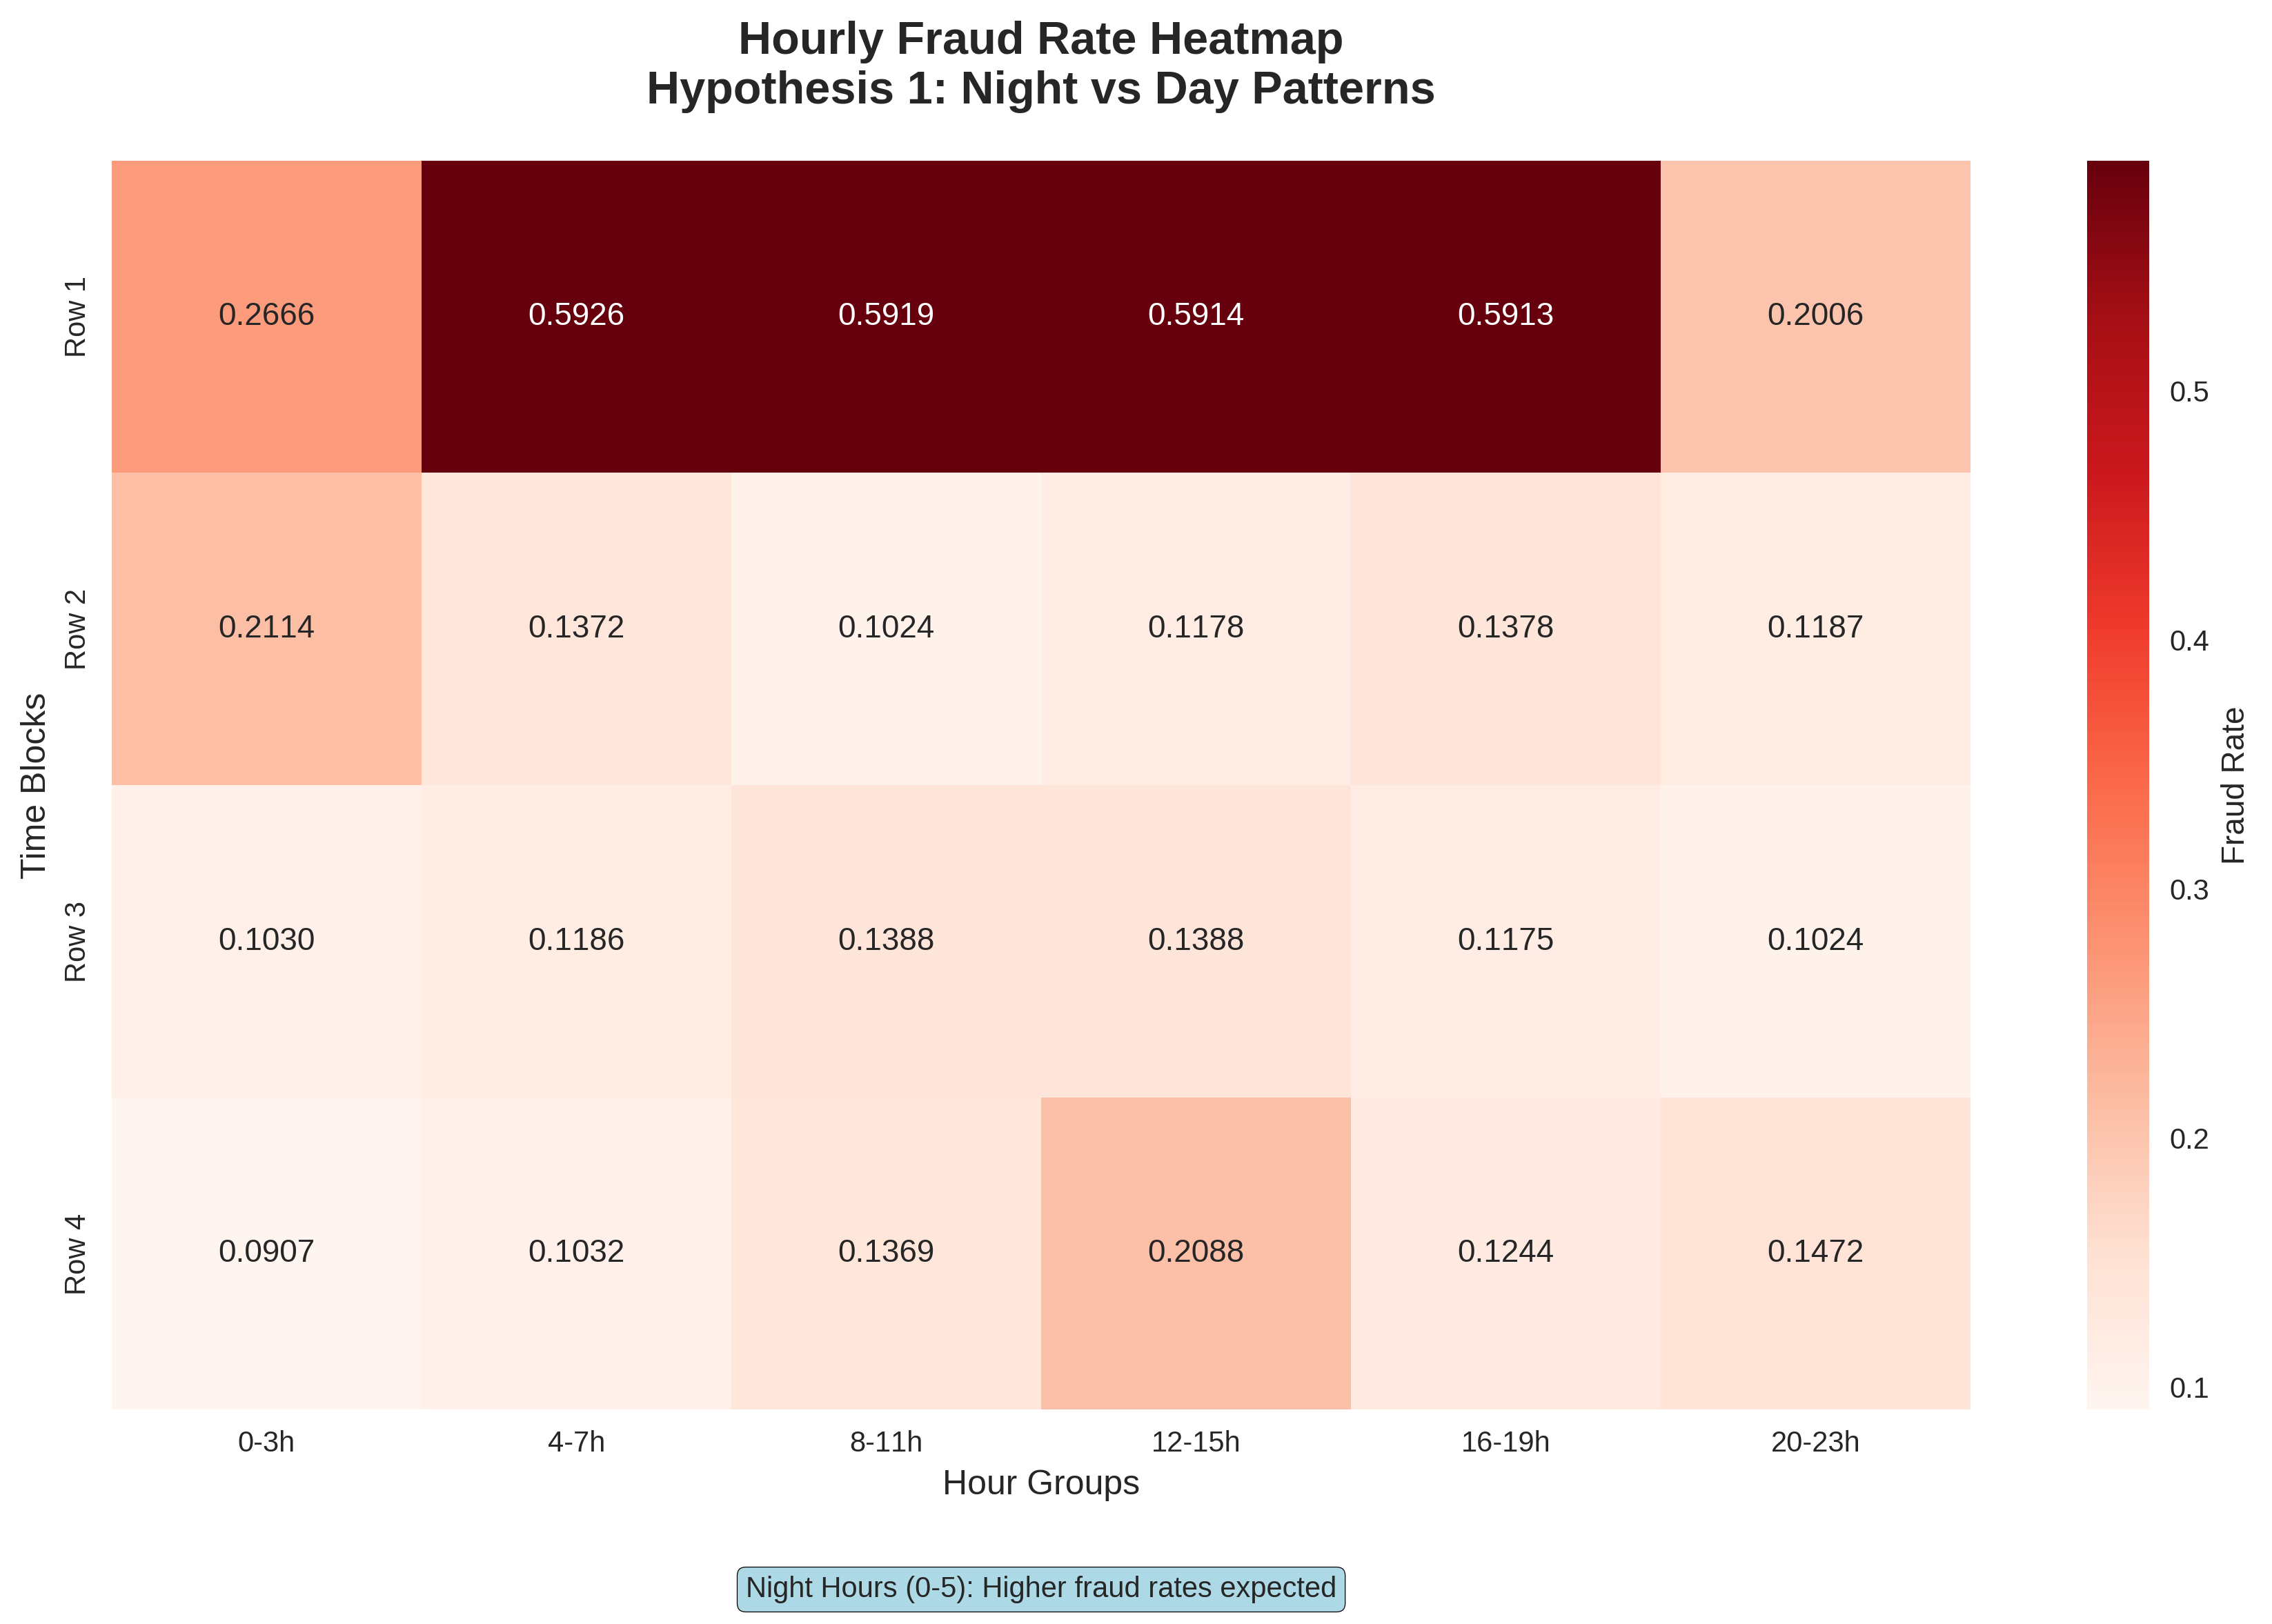 Hourly Fraud Rate Heatmap
Hypothesis 1: Night vs Day Patterns
Time Blocks
Row 1
0.2666 0.5926 0.5919 0.5914 0.5913 0.2006
Row 2
0.2114 0.1372 0.1024 0.1178 0.1378 0.1187
Row 3
0.1030 0.1186 0.1388 0.1388 0.1175 0.1024
Row 4
0.0907 0.1032 0.1369 0.2088 0.1244 0.1472
0-3h 4-7h 8-11h 12-15h 16-19h 20-23h
Hour Groups
0.5
0.4
0.3
0.2
0.1
Fraud Rate
Night Hours (0-5): Higher fraud rates expected